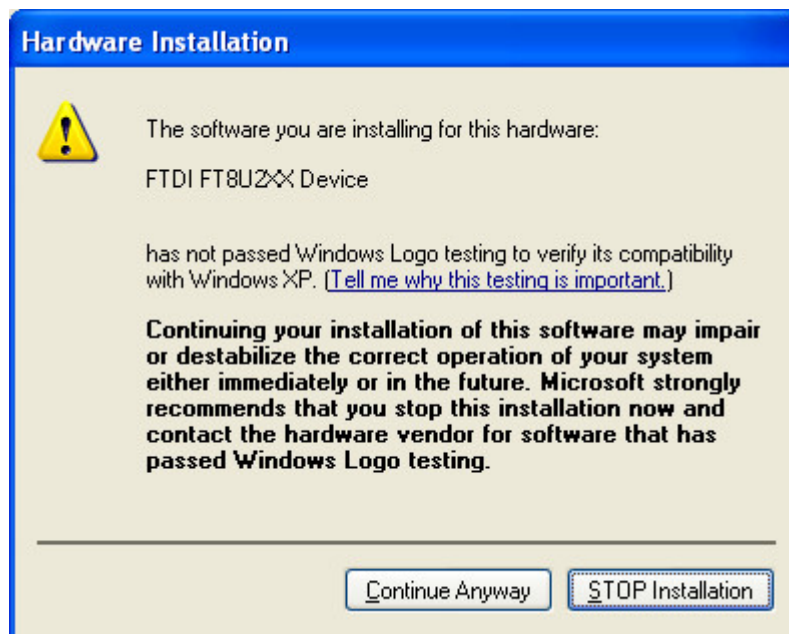 Hardware Installation
The software you are installing for this hardware:
FTDI FT8U2XX Device
has not passed Windows Logo testing to verify its compatibility
with Windows XP. (Tell me why this testing is important.)
Continuing your installation of this software may impair
or destabilize the correct operation of your system
either immediately or in the future. Microsoft strongly
recommends that you stop this installation now and
contact the hardware vendor for software that has
passed Windows Logo testing.
Continue Anyway
STOP Installation